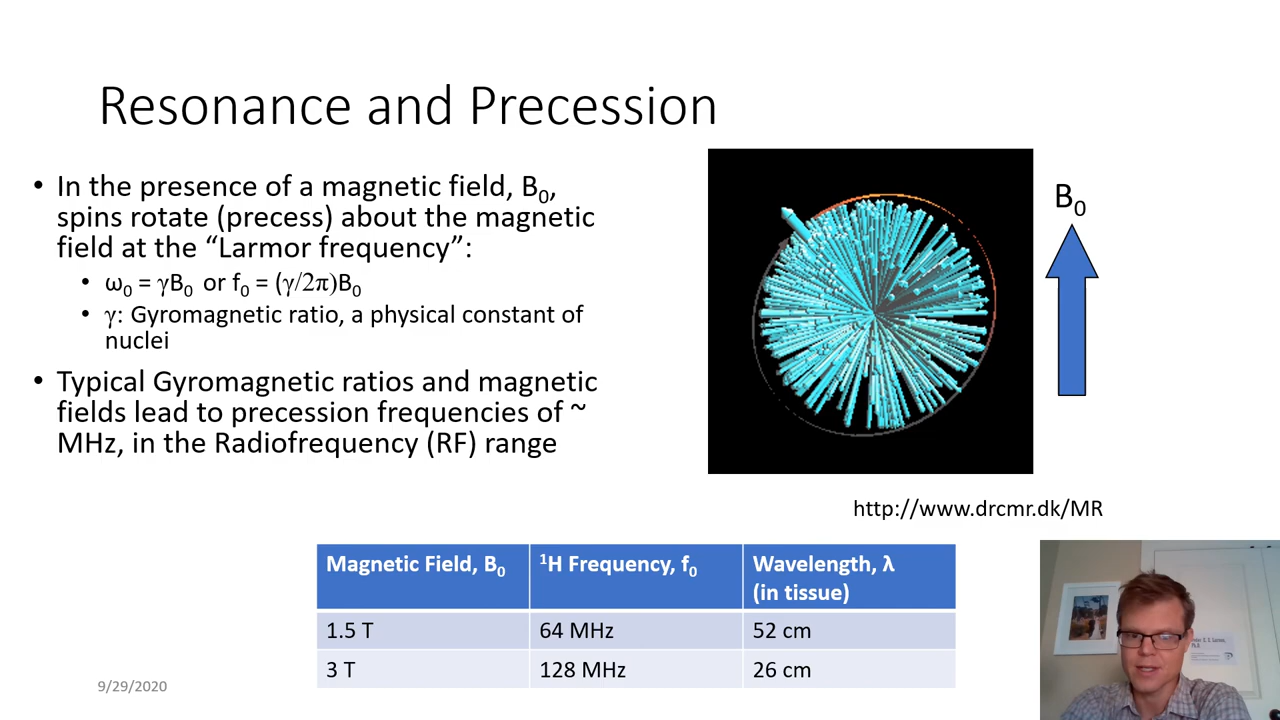 Resonance and Precession
• In the presence of a magnetic field, B₀,
spins rotate (precess) about the magnetic
field at the “Larmor frequency”:
• ω₀ = γB₀ or f₀ = (γ/2π)B₀
• γ: Gyromagnetic ratio, a physical constant of
nuclei
• Typical Gyromagnetic ratios and magnetic
fields lead to precession frequencies of ~
MHz, in the Radiofrequency (RF) range
B₀
http://www.drcmr.dk/MR
Magnetic Field, B₀ ¹H Frequency, f₀ Wavelength, λ
(in tissue)
1.5 T 64 MHz 52 cm
3 T 128 MHz 26 cm
9/29/2020
Ph.D.